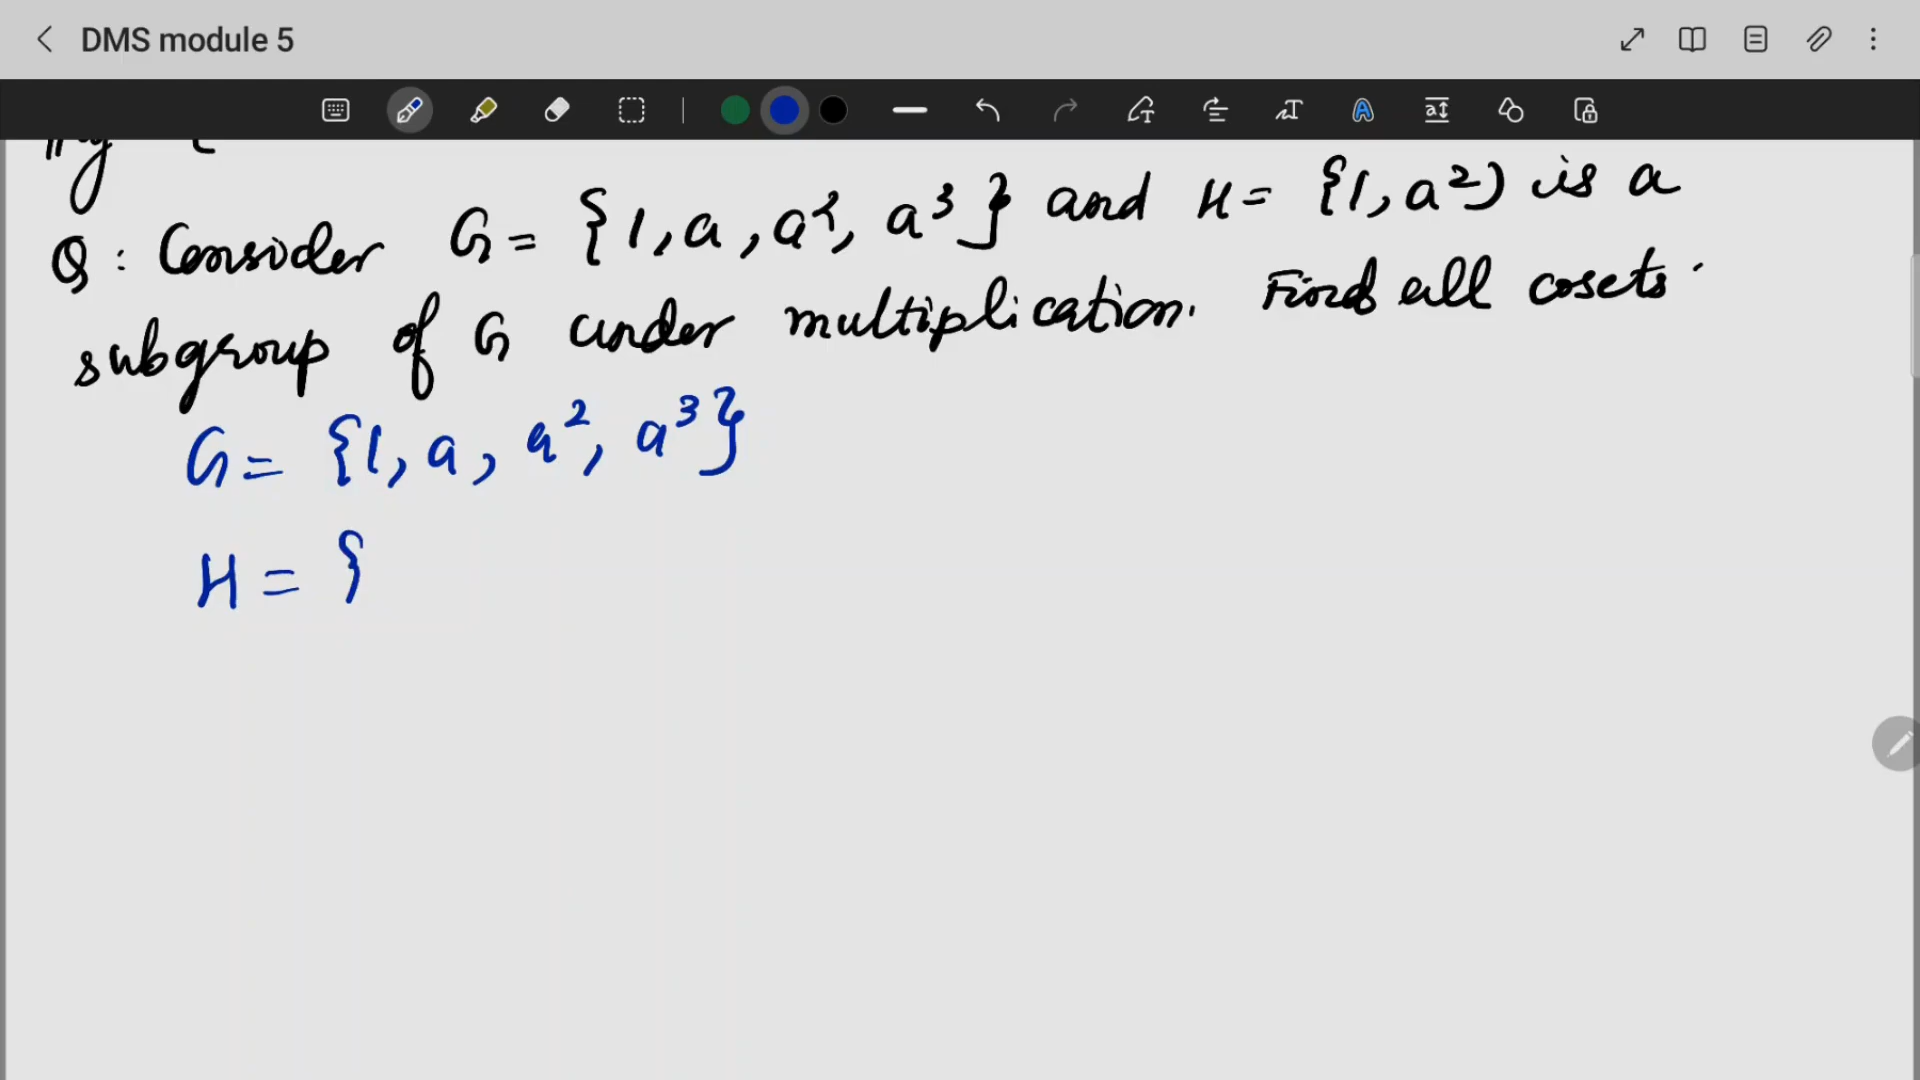 DMS module 5
Q: Consider G = {1, a, a², a³} and H = {1, a²) is a
subgroup of G under multiplication. Find all cosets.
G = {1, a, a², a³}
H = {